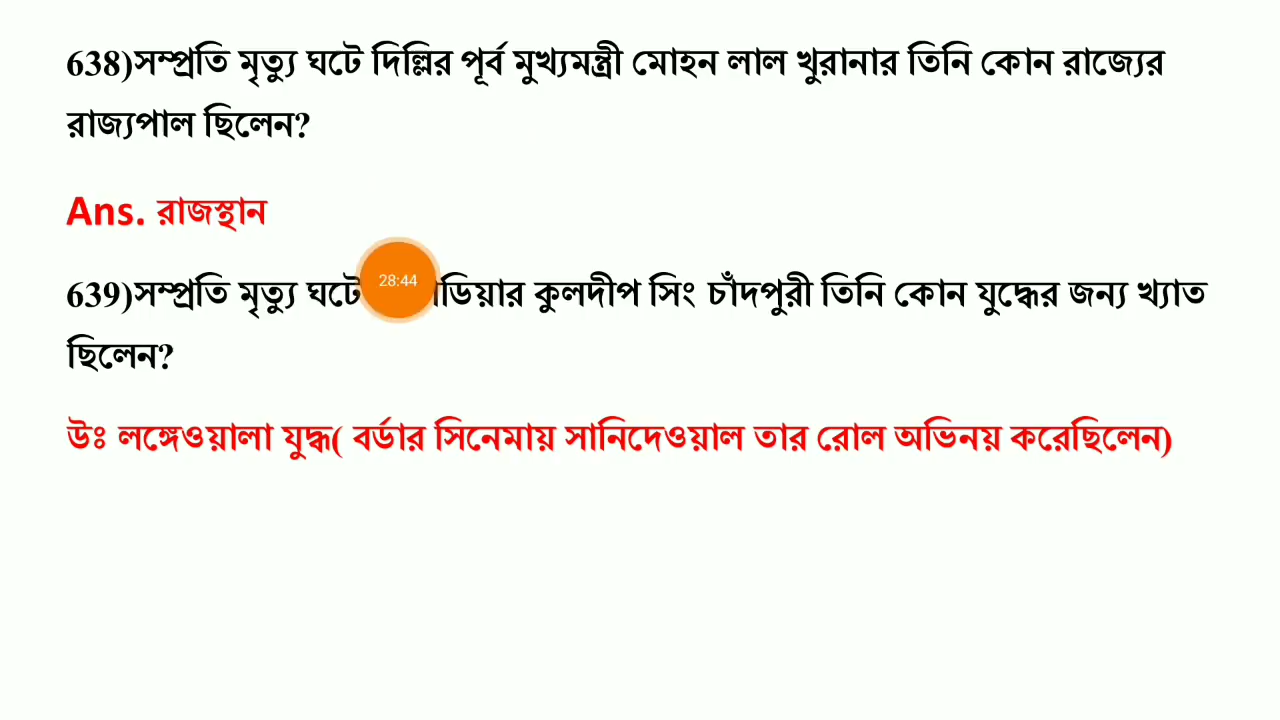 638)সম্প্রতি মৃত্যু ঘটে দিল্লির পূর্ব মুখ্যমন্ত্রী মোহন লাল খুরানার তিনি কোন রাজ্যের
রাজ্যপাল ছিলেন?
Ans. রাজস্থান
28:44
639)সম্প্রতি মৃত্যু ঘটে কুলদীপ সিং চাঁদপুরী তিনি কোন যুদ্ধের জন্য খ্যাত
ছিলেন?
উঃ লঙ্গেওয়ালা যুদ্ধ( বর্ডার সিনেমায় সানিদেওয়াল তার রোল অভিনয় করেছিলেন)